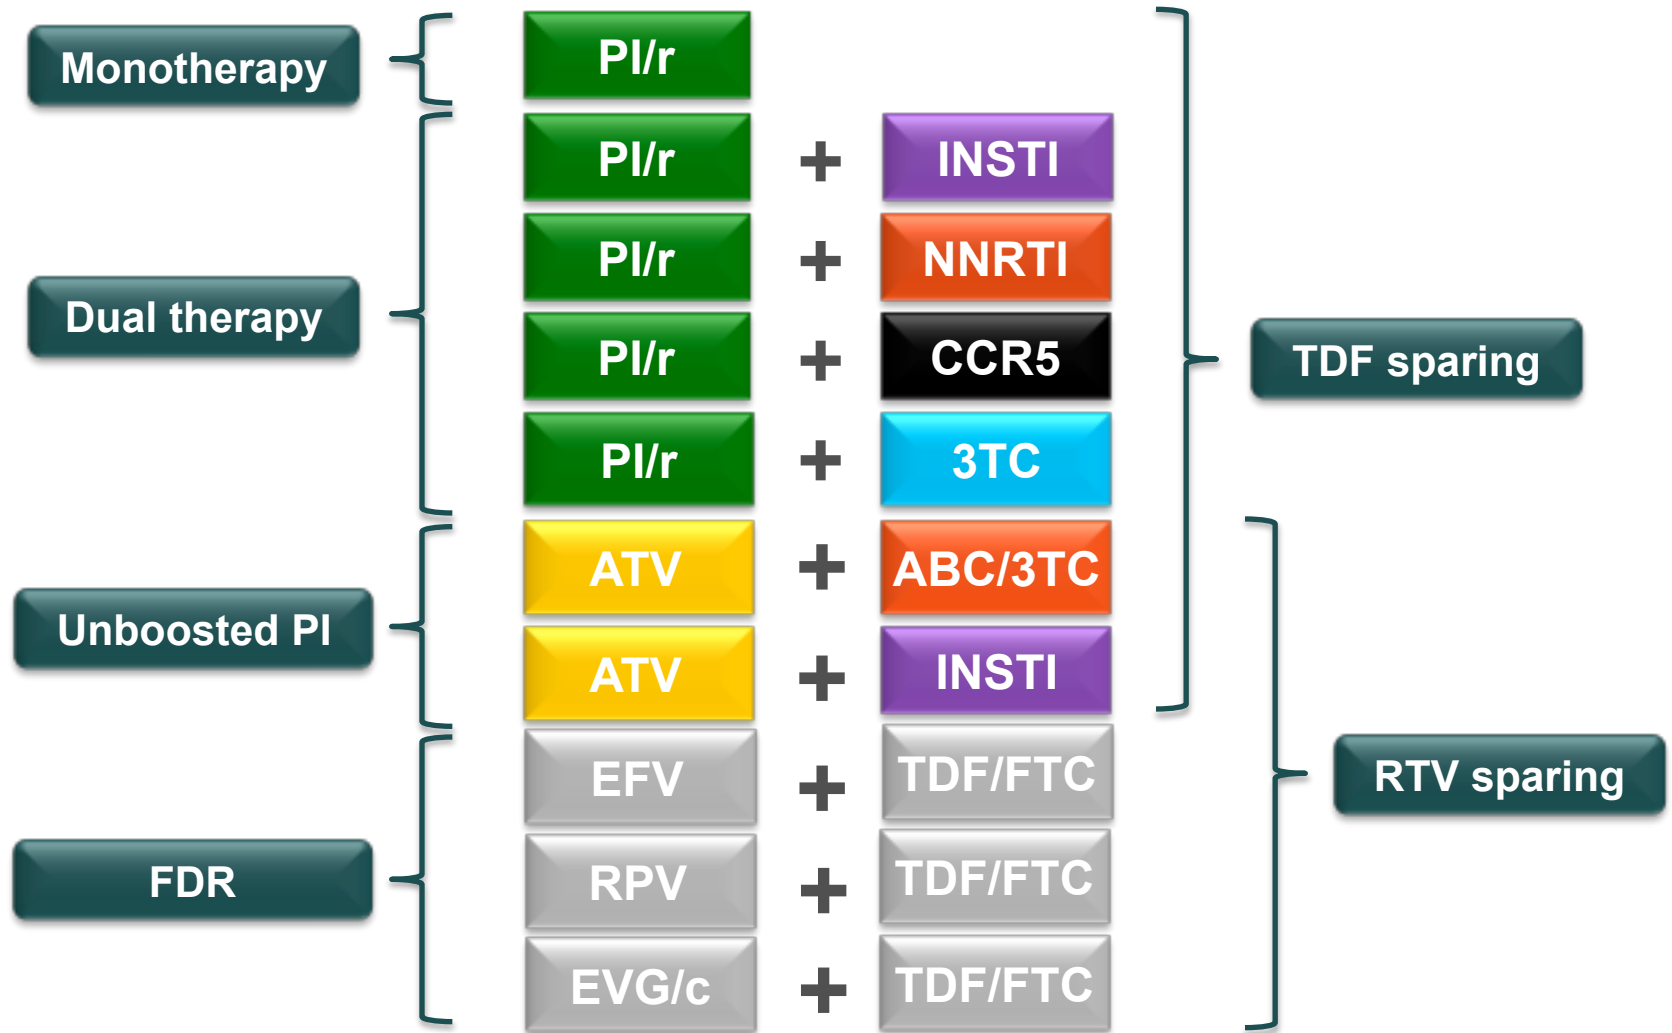 Monotherapy
PI/r
PI/r + INSTI
PI/r + NNRTI
Dual therapy
PI/r + CCR5
TDF sparing
PI/r + 3TC
ATV + ABC/3TC
Unboosted PI
ATV + INSTI
EFV + TDF/FTC
RTV sparing
FDR
RPV + TDF/FTC
EVG/c + TDF/FTC